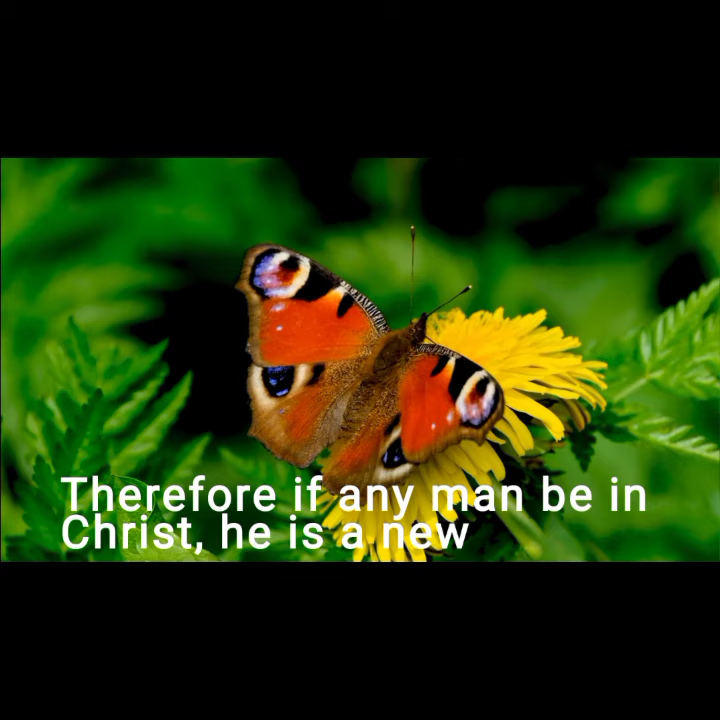 Therefore if any man be in
Christ, he is a new